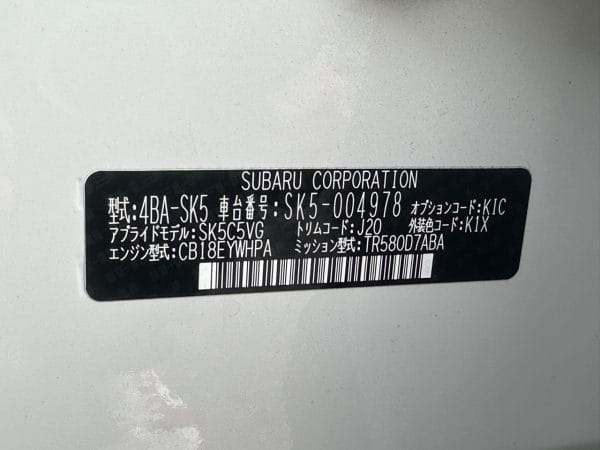 SUBARU CORPORATION
型式:4BA-SK5 車台番号:SK5-004978 オプションコード:KIC
アプライドモデル:SK5C5VG トリムコード:J20 外装色コード:K1X
エンジン型式:CB18EYWHPA ミッション型式:TR580D7ABA